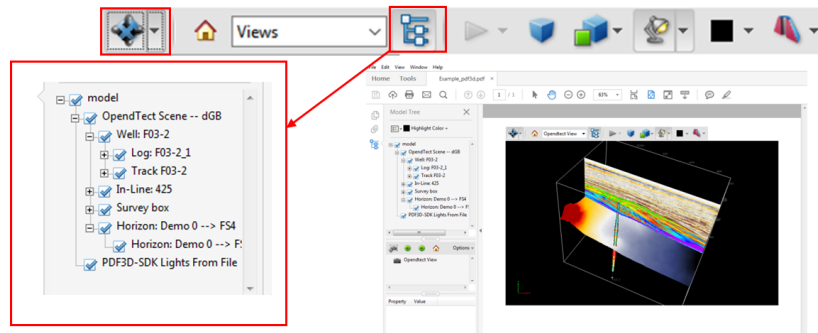 Views
model
OpendTect Scene -- dGB
Well: F03-2
Log: F03-2_1
Track F03-2
In-Line: 425
Survey box
Horizon: Demo 0 --> FS4
Horizon: Demo 0 --> F
PDF3D-SDK Lights From File
File Edit View Window Help
Home Tools Example_pdf3d.pdf ×
1 / 1 63%
Model Tree
Highlight Color
model
OpendTect Scene -- dGB
Well: F03-2
Log: F03-2_1
Track F03-2
In-Line: 425
Survey box
Horizon: Demo 0 --> FS4
Horizon: Demo 0 --> F
PDF3D-SDK Lights From File
Options
Opendtect View
Property Value
Opendtect View